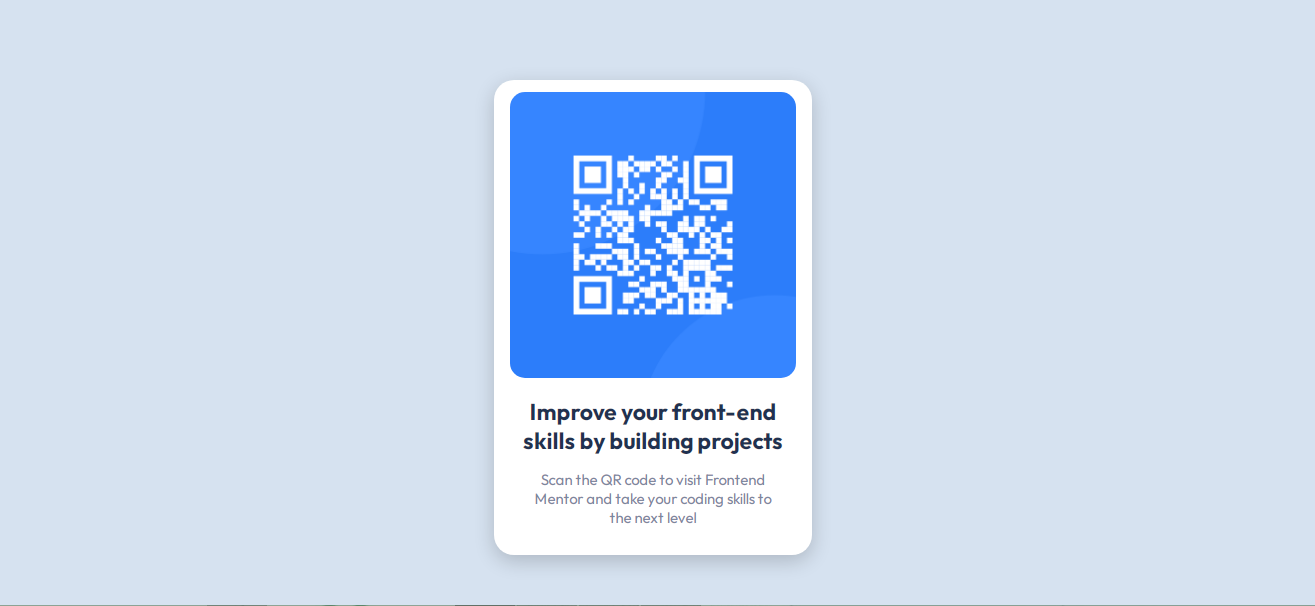 Improve your front-end
skills by building projects
Scan the QR code to visit Frontend
Mentor and take your coding skills to
the next level